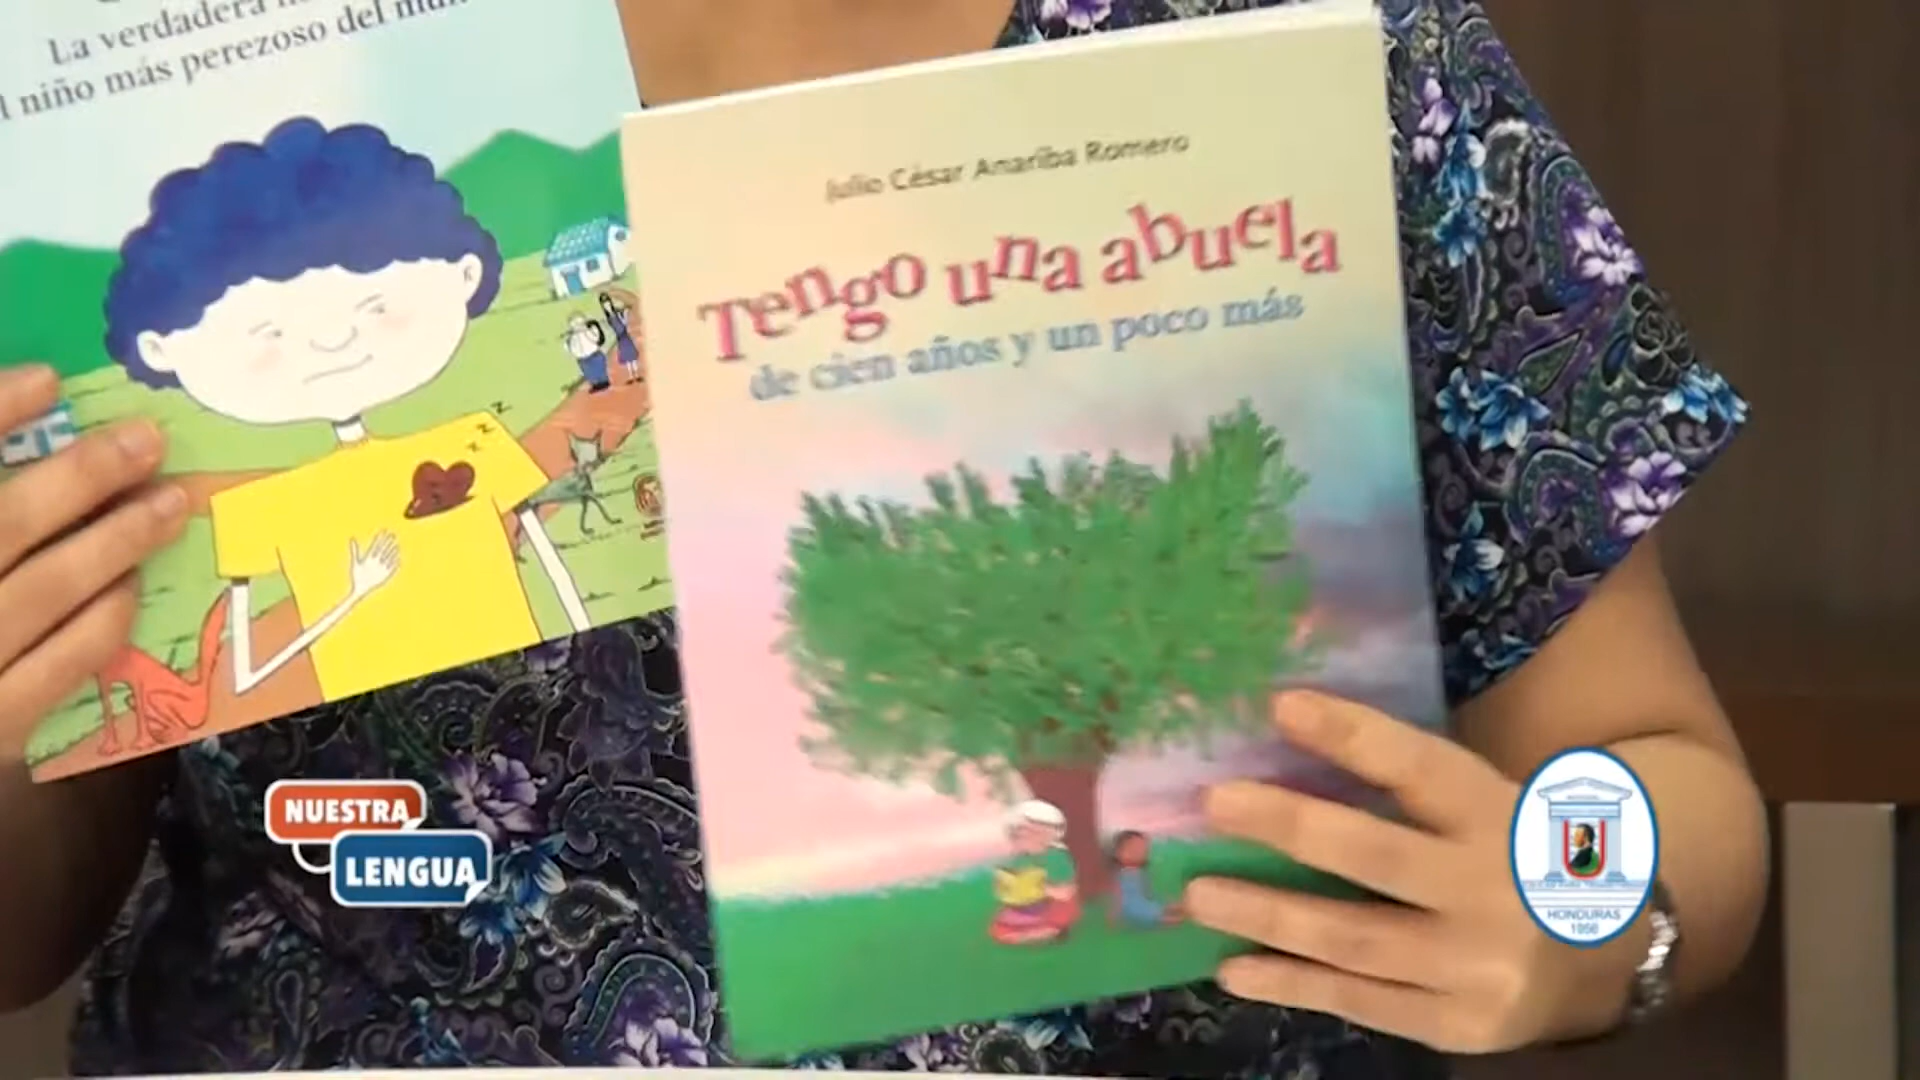 La verdadera
niño más perezoso del
z z z
Julio César Anariba Romero
Tengo una abuela
de cien años y un poco más
NUESTRA
LENGUA
HONDURAS
1956